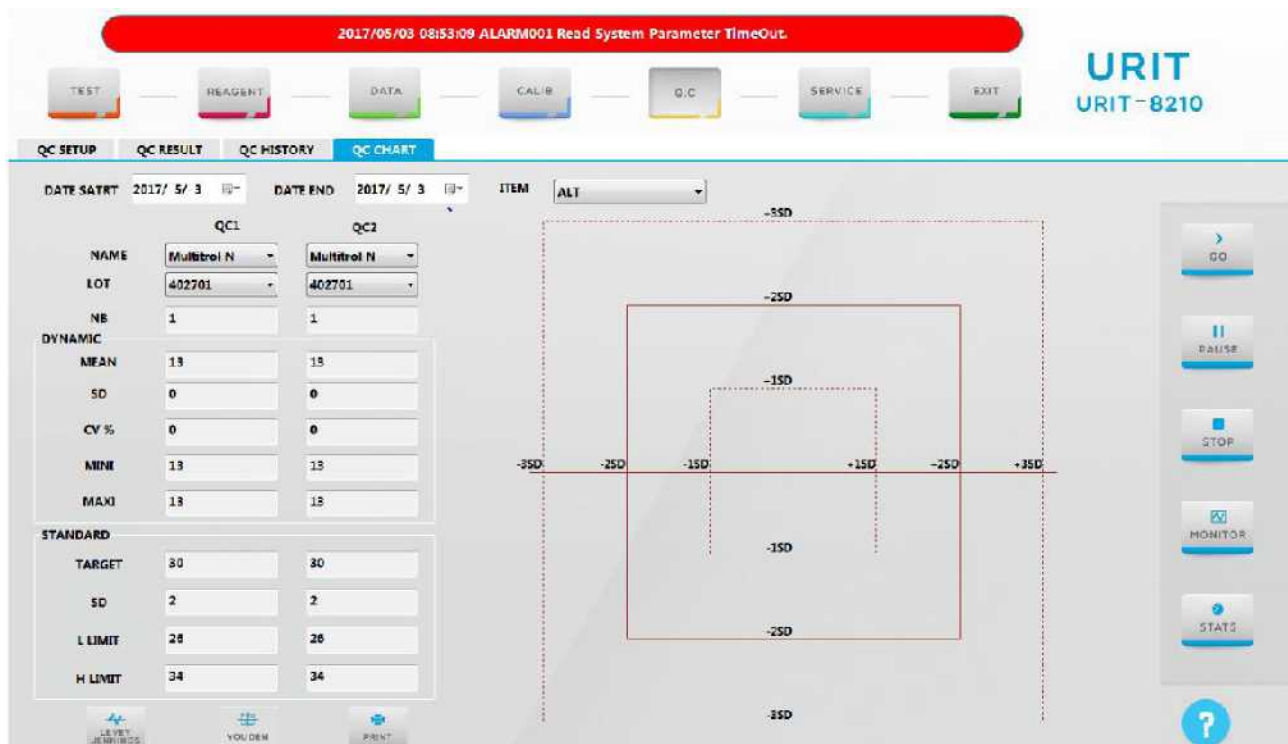 2017/05/03 08:53:09 ALARM001 Read System Parameter TimeOut.
URIT
URIT-8210
TEST REAGENT DATA CALIB Q.C SERVICE EXIT
QC SETUP QC RESULT QC HISTORY QC CHART
DATE SATRT 2017/ 5/ 3 DATE END 2017/ 5/ 3 ITEM ALT
QC1 QC2
NAME Multitrol N Multitrol N
LOT 402701 402701
NB 1 1
DYNAMIC
MEAN 13 13
SD 0 0
CV % 0 0
MINI 13 13
MAXI 13 13
STANDARD
TARGET 30 30
SD 2 2
L LIMIT 26 26
H LIMIT 34 34
LEVEY JENNINGS
YOUDEN
PRINT
-3SD
-2SD
-1SD
-3SD -2SD -1SD +1SD -2SD +3SD
-1SD
-2SD
-3SD
GO
PAUSE
STOP
MONITOR
STATS
?